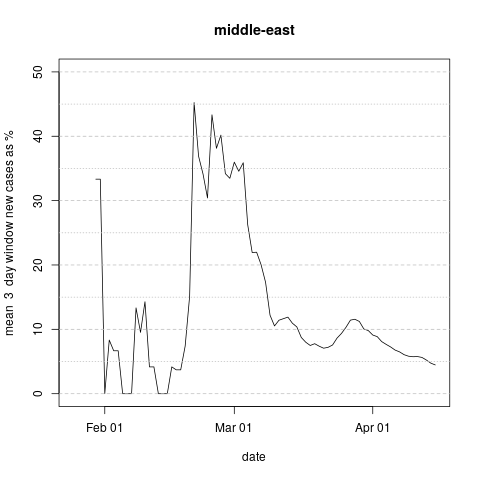 middle-east
mean 3 day window new cases as %
50
40
30
20
10
0
Feb 01
Mar 01
Apr 01
date